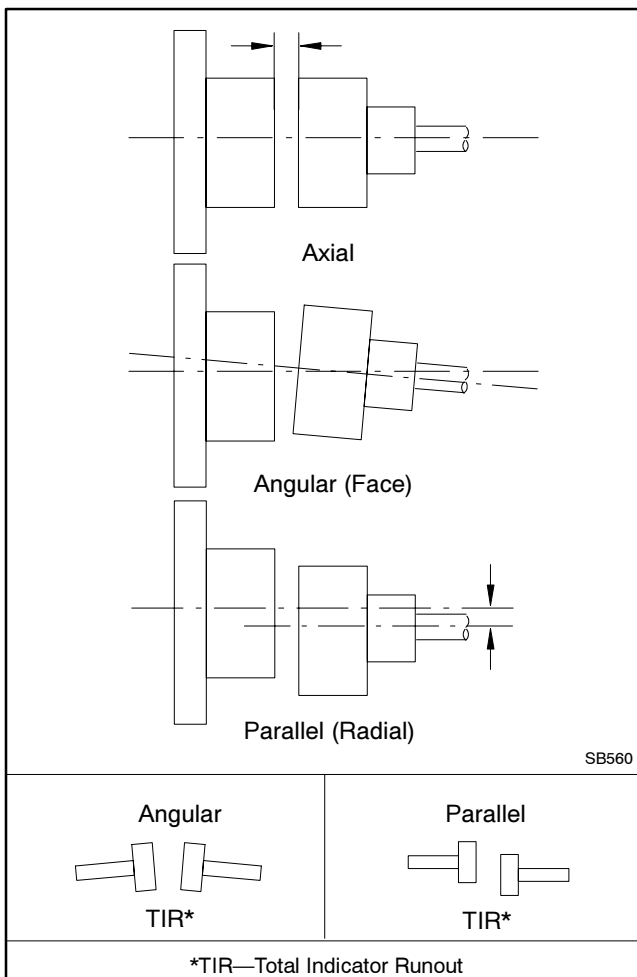 Axial
Angular (Face)
Parallel (Radial)
SB560
Angular
TIR*
Parallel
TIR*
*TIR—Total Indicator Runout